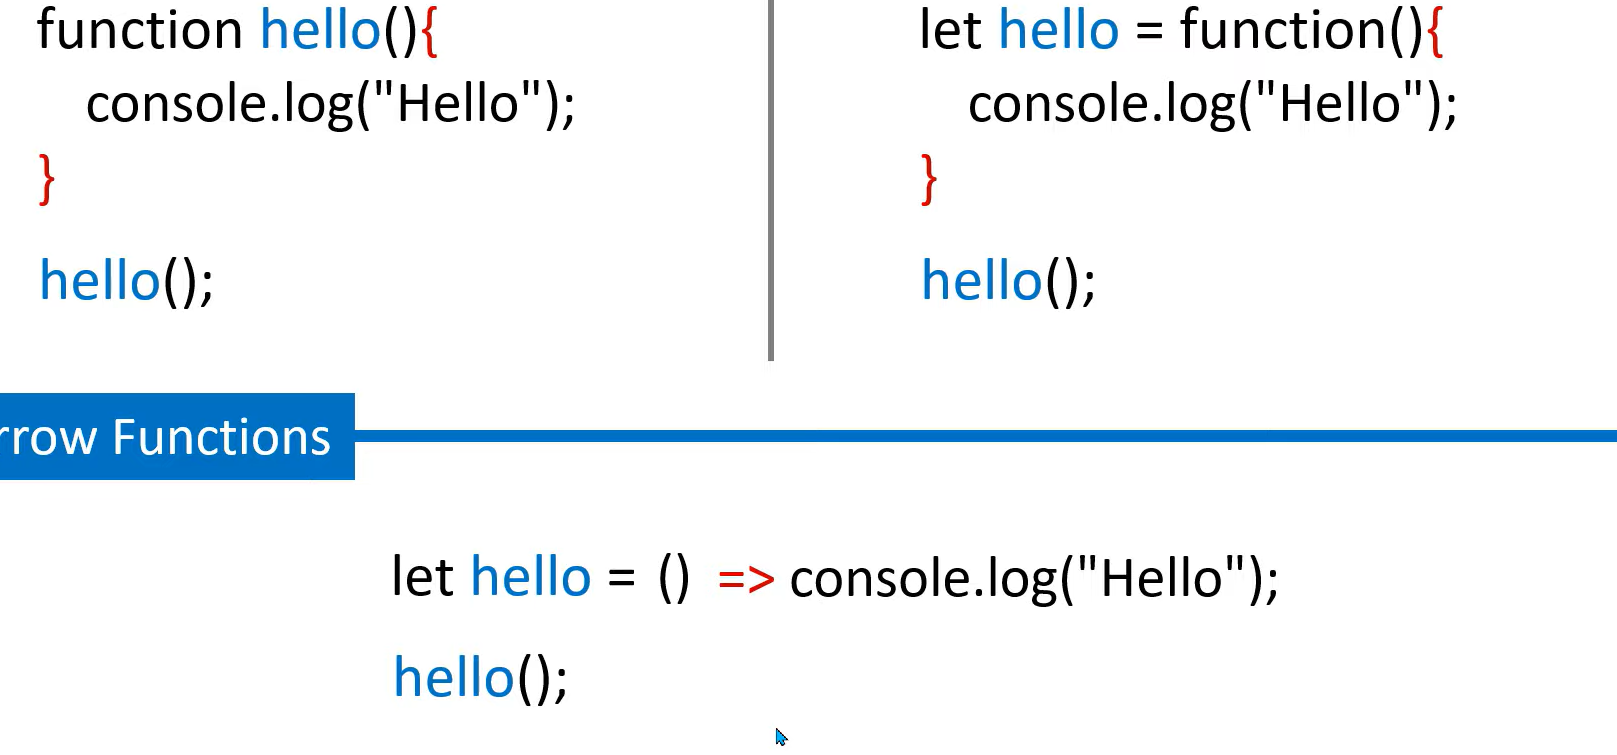 function hello(){
console.log("Hello");
}
hello();
let hello = function(){
console.log("Hello");
}
hello();
rrow Functions
let hello = () => console.log("Hello");
hello();